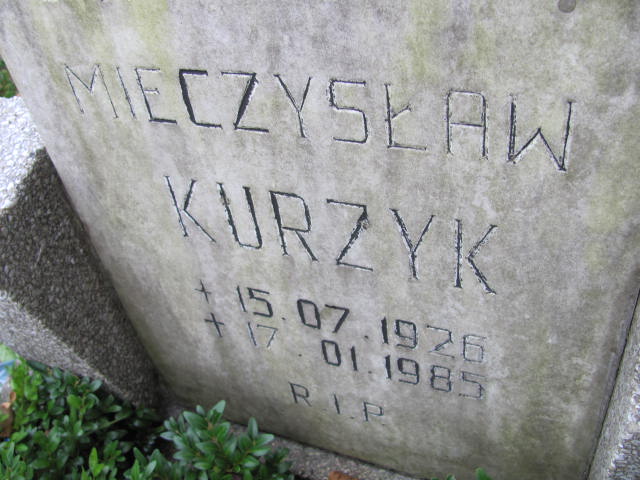 MIECZYSŁAW
KURZYK
+ 15.07.1926
+ 17.01.1985
R.I.P.